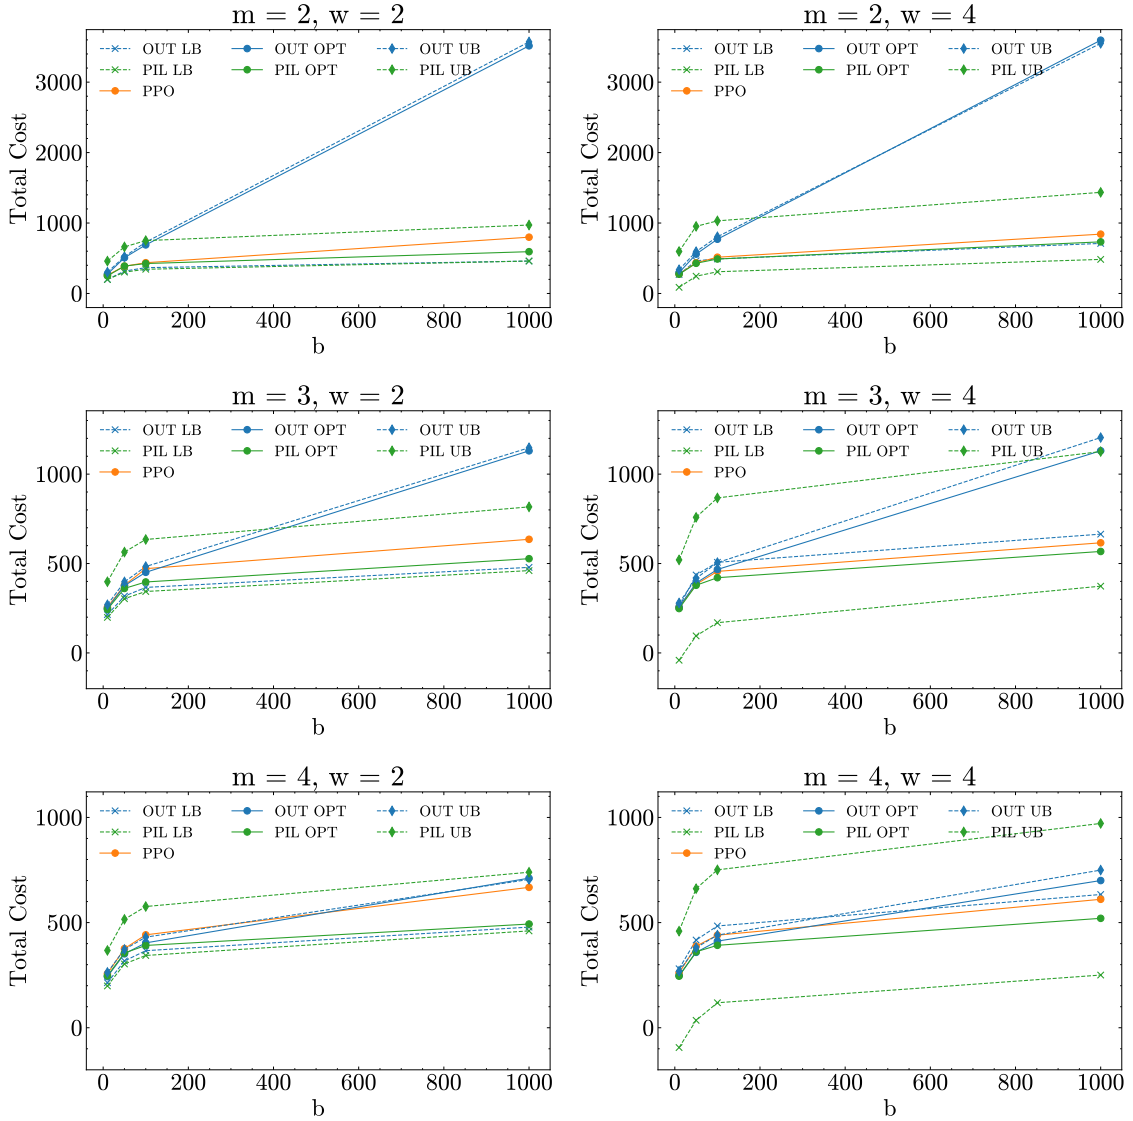 m = 2, w = 2
OUT LB OUT OPT OUT UB
PIL LB PIL OPT PIL UB
PPO
Total Cost
3000
2000
1000
0
0 200 400 600 800 1000
b
m = 2, w = 4
OUT LB OUT OPT OUT UB
PIL LB PIL OPT PIL UB
PPO
Total Cost
3000
2000
1000
0
0 200 400 600 800 1000
b
m = 3, w = 2
OUT LB OUT OPT OUT UB
PIL LB PIL OPT PIL UB
PPO
Total Cost
1000
500
0
0 200 400 600 800 1000
b
m = 3, w = 4
OUT LB OUT OPT OUT UB
PIL LB PIL OPT PIL UB
PPO
Total Cost
1000
500
0
0 200 400 600 800 1000
b
m = 4, w = 2
OUT LB OUT OPT OUT UB
PIL LB PIL OPT PIL UB
PPO
Total Cost
1000
500
0
0 200 400 600 800 1000
b
m = 4, w = 4
OUT LB OUT OPT OUT UB
PIL LB PIL OPT PIL UB
PPO
Total Cost
1000
500
0
0 200 400 600 800 1000
b